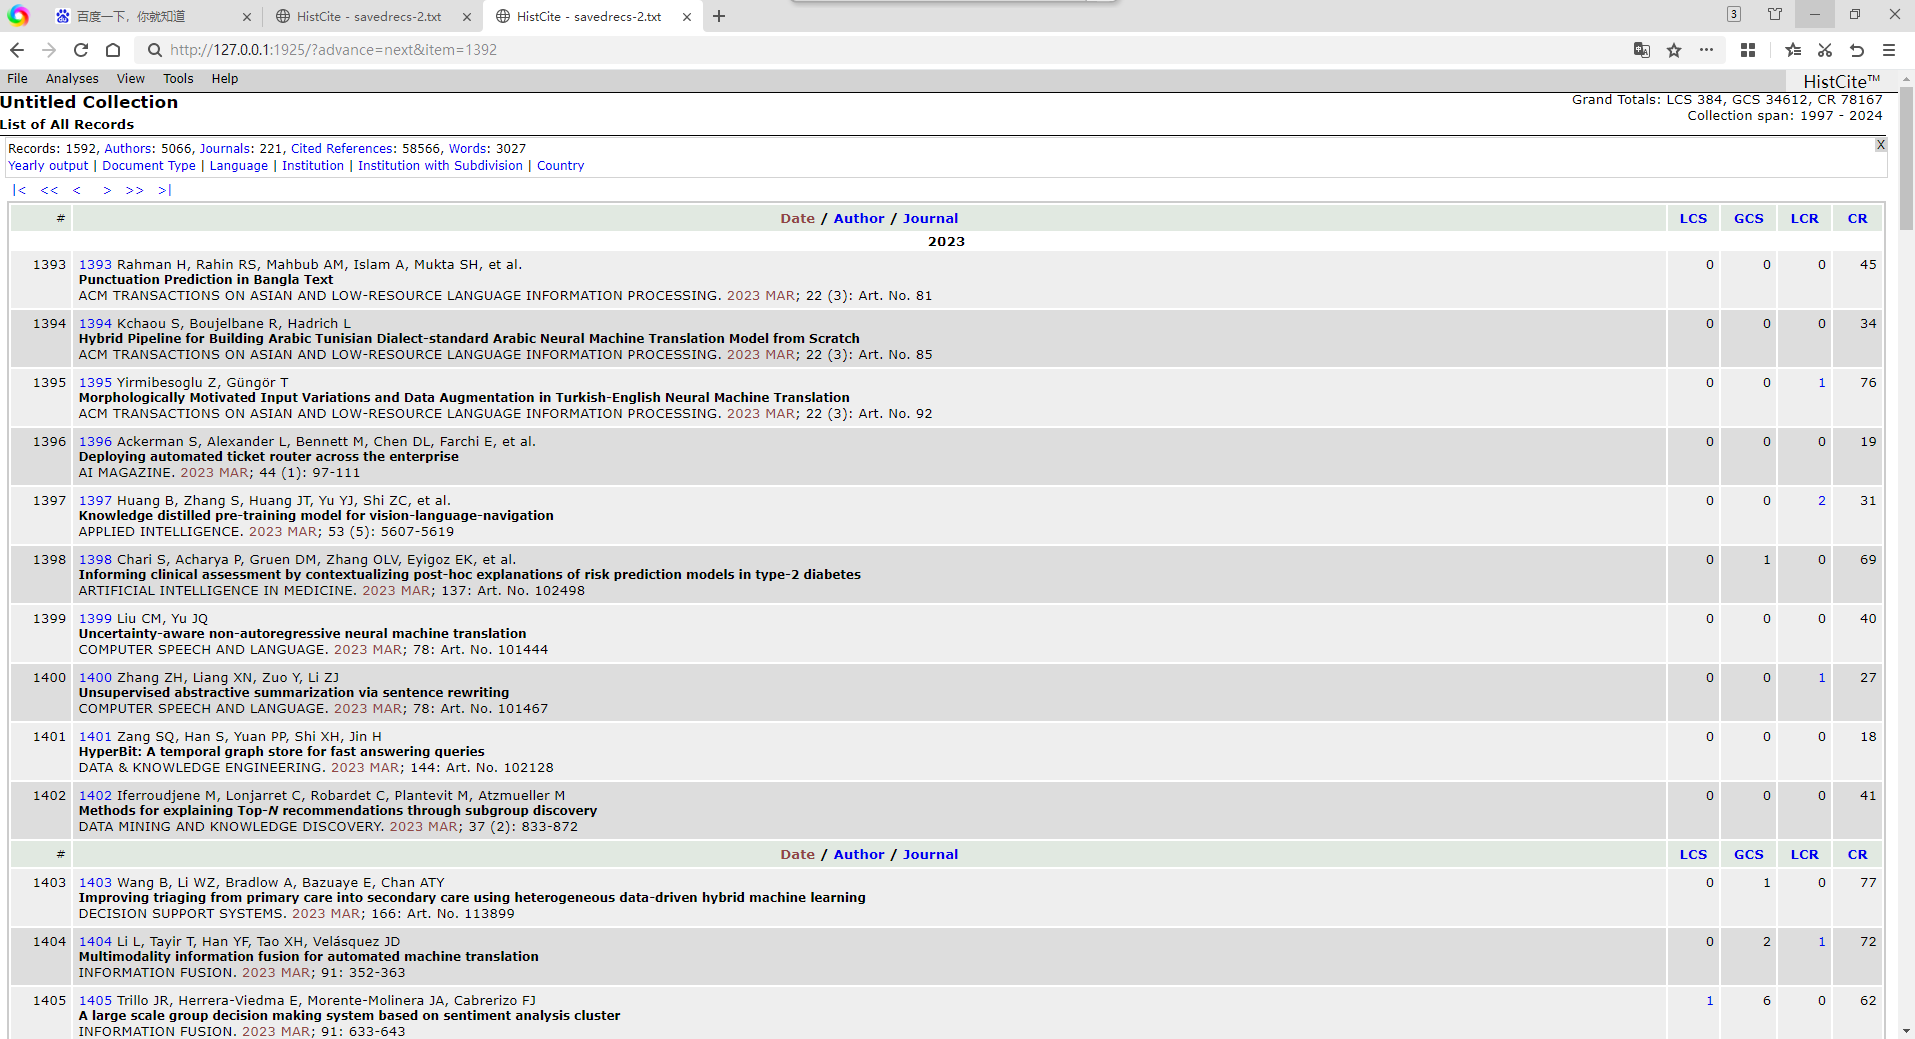 百度一下，你就知道
HistCite - savedrecs-2.txt
HistCite - savedrecs-2.txt
3
http://127.0.0.1:1925/?advance=next&item=1392
File Analyses View Tools Help
HistCite™
Untitled Collection
Grand Totals: LCS 384, GCS 34612, CR 78167
List of All Records
Collection span: 1997 - 2024
Records: 1592, Authors: 5066, Journals: 221, Cited References: 58566, Words: 3027
X
Yearly output | Document Type | Language | Institution | Institution with Subdivision | Country
|< << < > >> >|
# Date / Author / Journal LCS GCS LCR CR
2023
1393 1393 Rahman H, Rahin RS, Mahbub AM, Islam A, Mukta SH, et al. 0 0 0 45
Punctuation Prediction in Bangla Text
ACM TRANSACTIONS ON ASIAN AND LOW-RESOURCE LANGUAGE INFORMATION PROCESSING. 2023 MAR; 22 (3): Art. No. 81
1394 1394 Kchaou S, Boujelbane R, Hadrich L 0 0 0 34
Hybrid Pipeline for Building Arabic Tunisian Dialect-standard Arabic Neural Machine Translation Model from Scratch
ACM TRANSACTIONS ON ASIAN AND LOW-RESOURCE LANGUAGE INFORMATION PROCESSING. 2023 MAR; 22 (3): Art. No. 85
1395 1395 Yirmibesoglu Z, Güngör T 0 0 1 76
Morphologically Motivated Input Variations and Data Augmentation in Turkish-English Neural Machine Translation
ACM TRANSACTIONS ON ASIAN AND LOW-RESOURCE LANGUAGE INFORMATION PROCESSING. 2023 MAR; 22 (3): Art. No. 92
1396 1396 Ackerman S, Alexander L, Bennett M, Chen DL, Farchi E, et al. 0 0 0 19
Deploying automated ticket router across the enterprise
AI MAGAZINE. 2023 MAR; 44 (1): 97-111
1397 1397 Huang B, Zhang S, Huang JT, Yu YJ, Shi ZC, et al. 0 0 2 31
Knowledge distilled pre-training model for vision-language-navigation
APPLIED INTELLIGENCE. 2023 MAR; 53 (5): 5607-5619
1398 1398 Chari S, Acharya P, Gruen DM, Zhang OLV, Eyigoz EK, et al. 0 1 0 69
Informing clinical assessment by contextualizing post-hoc explanations of risk prediction models in type-2 diabetes
ARTIFICIAL INTELLIGENCE IN MEDICINE. 2023 MAR; 137: Art. No. 102498
1399 1399 Liu CM, Yu JQ 0 0 0 40
Uncertainty-aware non-autoregressive neural machine translation
COMPUTER SPEECH AND LANGUAGE. 2023 MAR; 78: Art. No. 101444
1400 1400 Zhang ZH, Liang XN, Zuo Y, Li ZJ 0 0 1 27
Unsupervised abstractive summarization via sentence rewriting
COMPUTER SPEECH AND LANGUAGE. 2023 MAR; 78: Art. No. 101467
1401 1401 Zang SQ, Han S, Yuan PP, Shi XH, Jin H 0 0 0 18
HyperBit: A temporal graph store for fast answering queries
DATA & KNOWLEDGE ENGINEERING. 2023 MAR; 144: Art. No. 102128
1402 1402 Iferroudjene M, Lonjarret C, Robardet C, Plantevit M, Atzmueller M 0 0 0 41
Methods for explaining Top-N recommendations through subgroup discovery
DATA MINING AND KNOWLEDGE DISCOVERY. 2023 MAR; 37 (2): 833-872
# Date / Author / Journal LCS GCS LCR CR
1403 1403 Wang B, Li WZ, Bradlow A, Bazuaye E, Chan ATY 0 1 0 77
Improving triaging from primary care into secondary care using heterogeneous data-driven hybrid machine learning
DECISION SUPPORT SYSTEMS. 2023 MAR; 166: Art. No. 113899
1404 1404 Li L, Tayir T, Han YF, Tao XH, Velásquez JD 0 2 1 72
Multimodality information fusion for automated machine translation
INFORMATION FUSION. 2023 MAR; 91: 352-363
1405 1405 Trillo JR, Herrera-Viedma E, Morente-Molinera JA, Cabrerizo FJ 1 6 0 62
A large scale group decision making system based on sentiment analysis cluster
INFORMATION FUSION. 2023 MAR; 91: 633-643